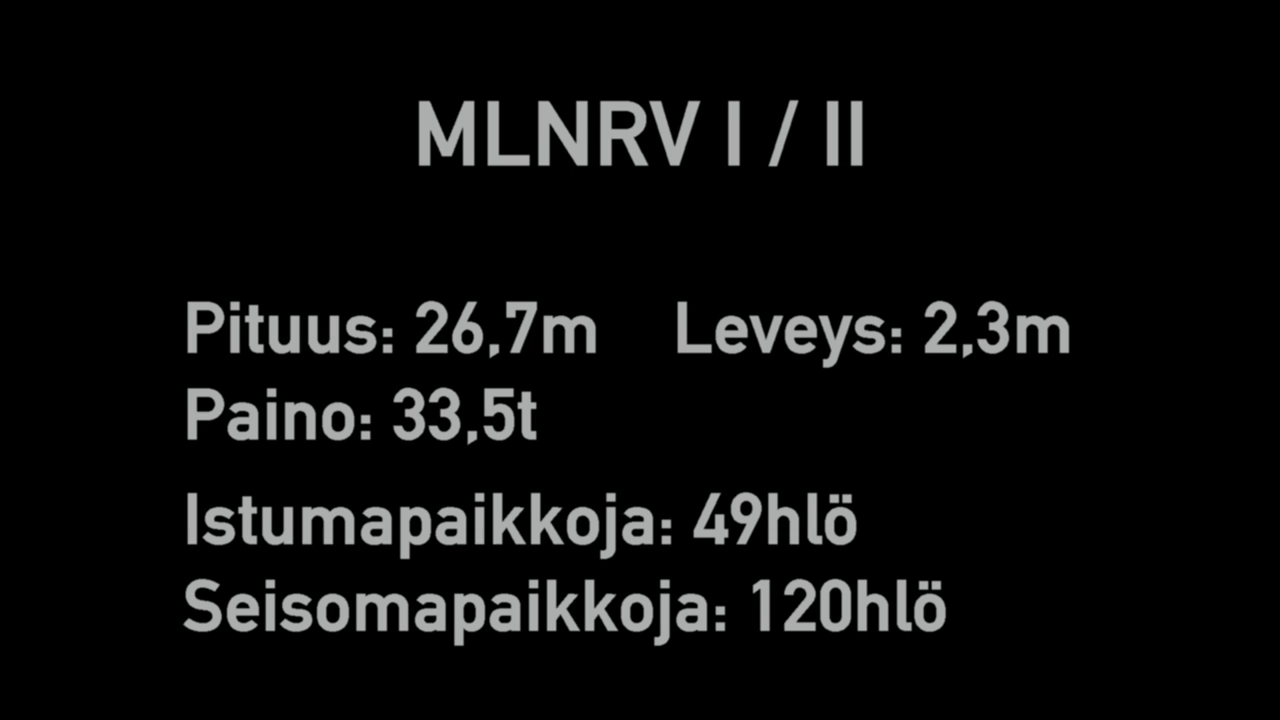 MLNRV I / II
Pituus: 26,7m Leveys: 2,3m
Paino: 33,5t
Istumapaikkoja: 49hlö
Seisomapaikkoja: 120hlö